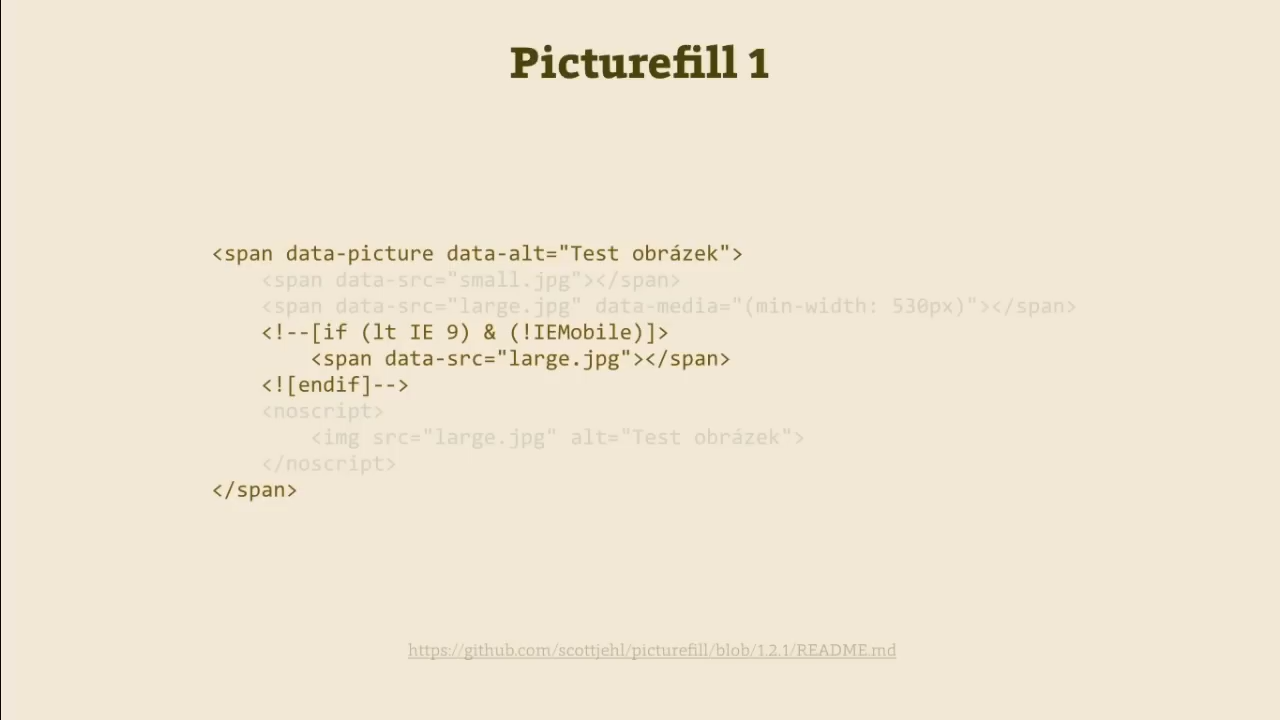 Picturefill 1
<span data-picture data-alt="Test obrázek">
<span data-src="small.jpg"></span>
<span data-src="large.jpg" data-media="(min-width: 530px)"></span>
<!--[if (lt IE 9) & (!IEMobile)]>
<span data-src="large.jpg"></span>
<![endif]-->
<noscript>
<img src="large.jpg" alt="Test obrázek">
</noscript>
</span>
https://github.com/scottjehl/picturefill/blob/1.2.1/README.md